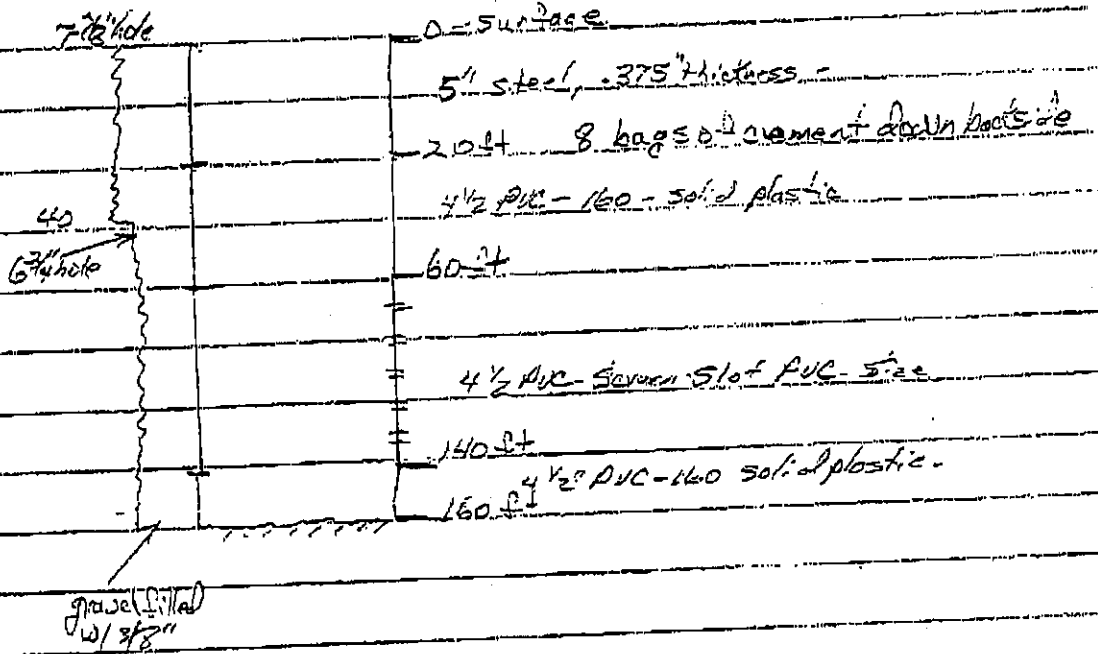 7 7/8" hole
0 = Surface
5" steel, .375" thickness -
20 ft 8 bags of cement down backside
4 1/2 PVC - 160 - solid plastic
40
6 3/4" hole
60 ft
4 1/2 PVC - Screen Slot PVC - Size
140 ft
4 1/2" PVC - 160 solid plastic.
160 ft
gravel filled
w/ 3/8"